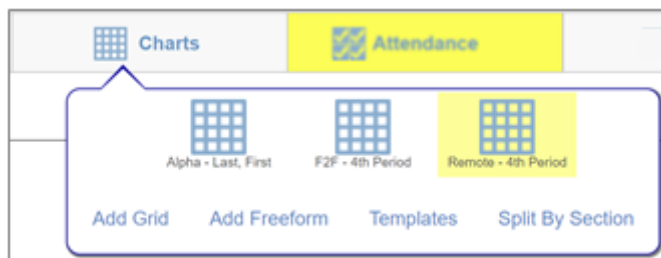 Charts Attendance
Alpha - Last, First F2F - 4th Period Remote - 4th Period
Add Grid Add Freeform Templates Split By Section